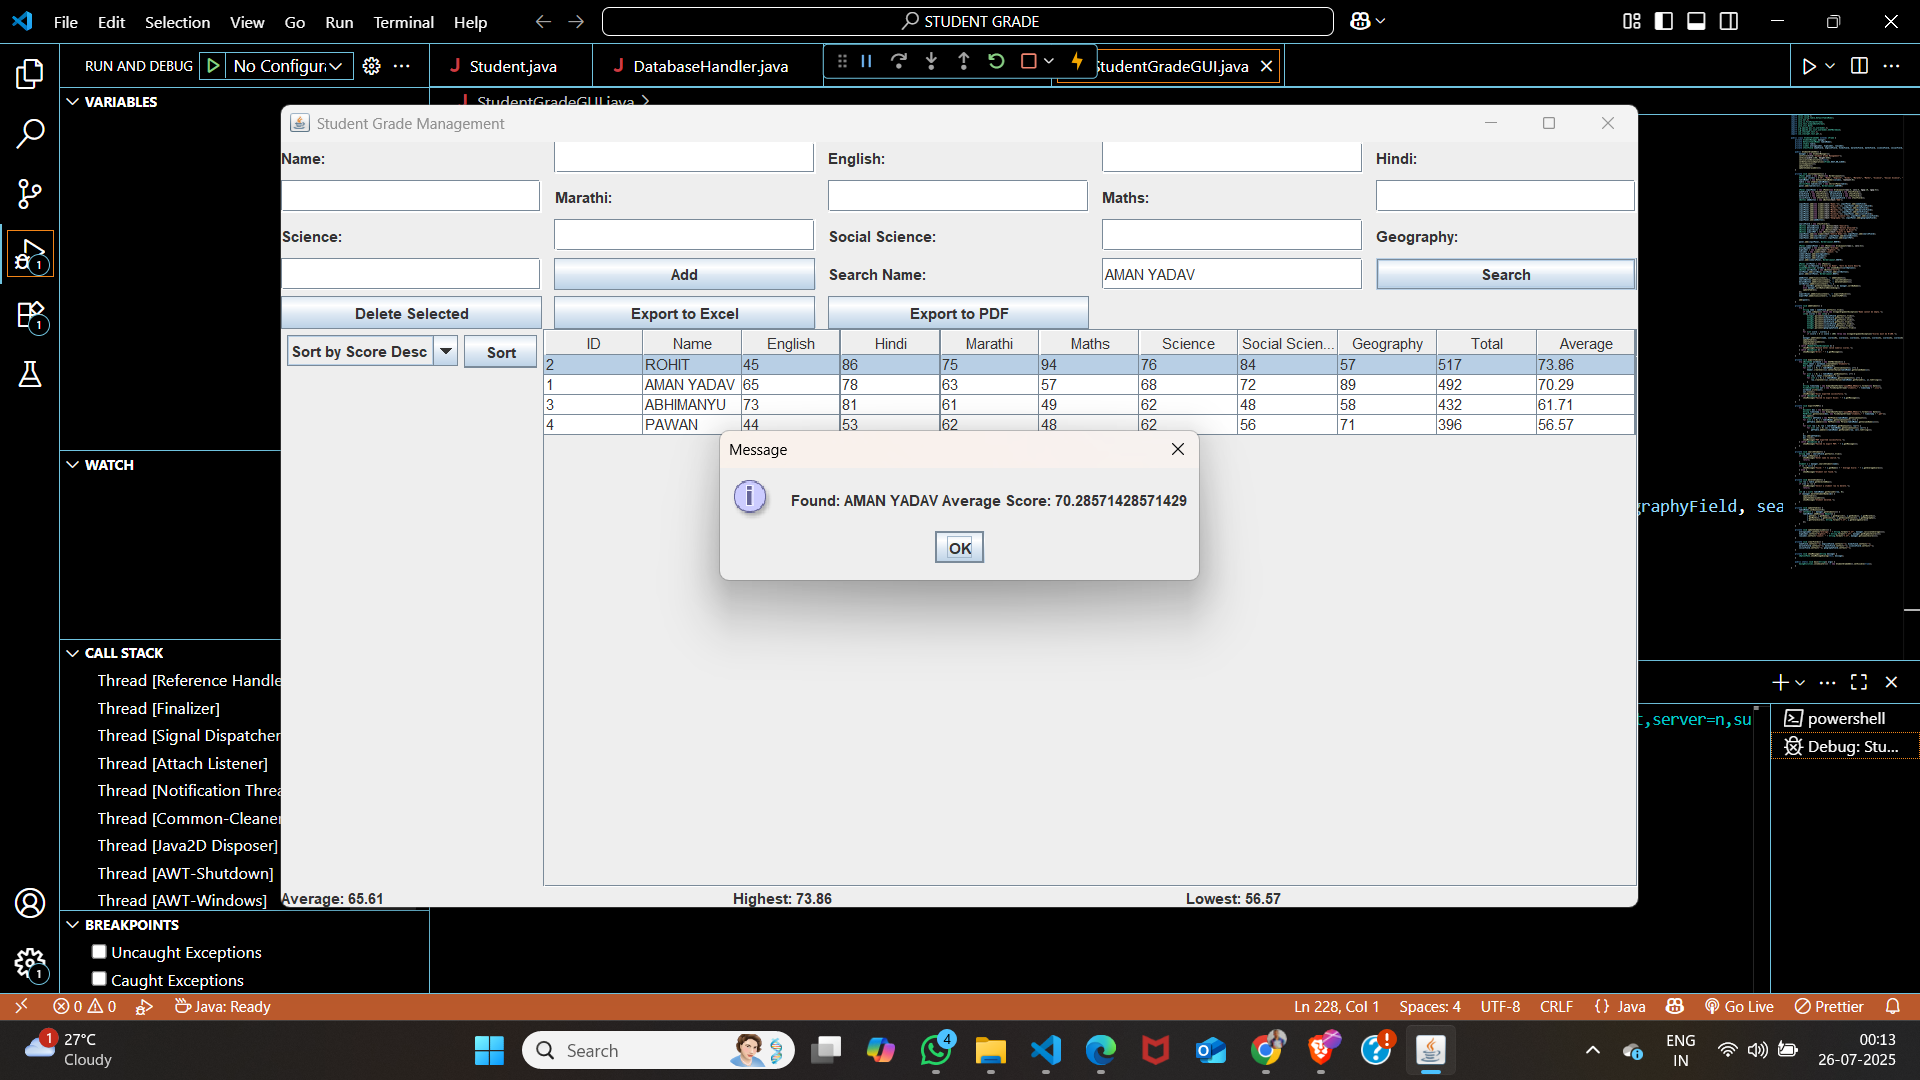 File Edit Selection View Go Run Terminal Help
STUDENT GRADE
RUN AND DEBUG No Configur
Student.java DatabaseHandler.java StudentGradeGUI.java
StudentGradeGUI.java
VARIABLES
WATCH
CALL STACK
Thread [Reference Handle
Thread [Finalizer]
Thread [Signal Dispatcher
Thread [Attach Listener]
Thread [Notification Threa
Thread [Common-Cleaner
Thread [Java2D Disposer]
Thread [AWT-Shutdown]
Thread [AWT-Windows]
BREAKPOINTS
Uncaught Exceptions
Caught Exceptions
Student Grade Management
Name: English: Hindi:
Marathi: Maths:
Science: Social Science: Geography:
Add Search Name: AMAN YADAV Search
Delete Selected Export to Excel Export to PDF
Sort by Score Desc Sort
ID Name English Hindi Marathi Maths Science Social Scien... Geography Total Average
2 ROHIT 45 86 75 94 76 84 57 517 73.86
1 AMAN YADAV 65 78 63 57 68 72 89 492 70.29
3 ABHIMANYU 73 81 61 49 62 48 58 432 61.71
4 PAWAN 44 53 62 48 62 56 71 396 56.57
Message
Found: AMAN YADAV Average Score: 70.28571428571429
OK
Average: 65.61 Highest: 73.86 Lowest: 56.57
graphyField, sea
t,server=n,su
powershell
Debug: Stu...
1
1
1
0 0 Java: Ready
Ln 228, Col 1 Spaces: 4 UTF-8 CRLF {} Java Go Live Prettier
1
27°C
Cloudy
Search
4
ENG
IN
00:13
26-07-2025